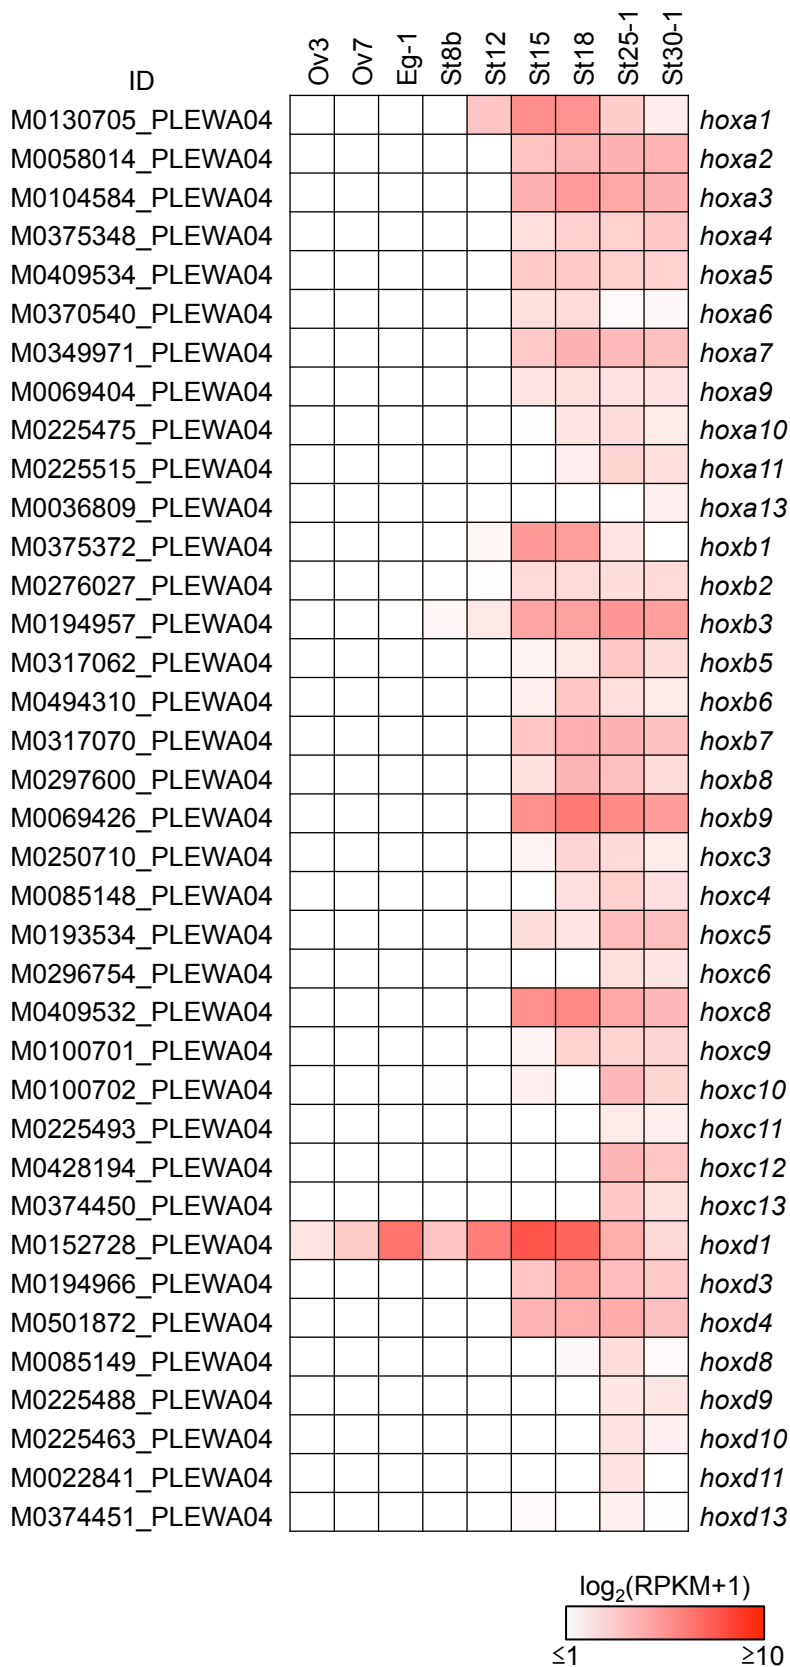 ID Ov3 Ov7 Eg-1 St8b St12 St15 St18 St25-1 St30-1
M0130705_PLEWA04 hoxa1
M0058014_PLEWA04 hoxa2
M0104584_PLEWA04 hoxa3
M0375348_PLEWA04 hoxa4
M0409534_PLEWA04 hoxa5
M0370540_PLEWA04 hoxa6
M0349971_PLEWA04 hoxa7
M0069404_PLEWA04 hoxa9
M0225475_PLEWA04 hoxa10
M0225515_PLEWA04 hoxa11
M0036809_PLEWA04 hoxa13
M0375372_PLEWA04 hoxb1
M0276027_PLEWA04 hoxb2
M0194957_PLEWA04 hoxb3
M0317062_PLEWA04 hoxb5
M0494310_PLEWA04 hoxb6
M0317070_PLEWA04 hoxb7
M0297600_PLEWA04 hoxb8
M0069426_PLEWA04 hoxb9
M0250710_PLEWA04 hoxc3
M0085148_PLEWA04 hoxc4
M0193534_PLEWA04 hoxc5
M0296754_PLEWA04 hoxc6
M0409532_PLEWA04 hoxc8
M0100701_PLEWA04 hoxc9
M0100702_PLEWA04 hoxc10
M0225493_PLEWA04 hoxc11
M0428194_PLEWA04 hoxc12
M0374450_PLEWA04 hoxc13
M0152728_PLEWA04 hoxd1
M0194966_PLEWA04 hoxd3
M0501872_PLEWA04 hoxd4
M0085149_PLEWA04 hoxd8
M0225488_PLEWA04 hoxd9
M0225463_PLEWA04 hoxd10
M0022841_PLEWA04 hoxd11
M0374451_PLEWA04 hoxd13
log₂(RPKM+1)
≤1 ≥10